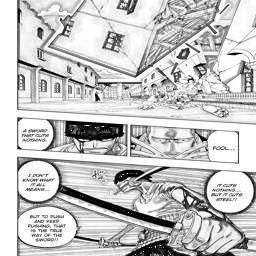 A SWORD
THAT CUTS
NOTHING.
FOOL...
I DON'T
KNOW WHAT
IT ALL
MEANS...
IT CUTS
NOTHING...
BUT IT CUTS
STEEL!!
BUT TO PUSH
AND KEEP
PUSHING, THAT
IS THE TRUE
WAY OF THE
SWORD!!